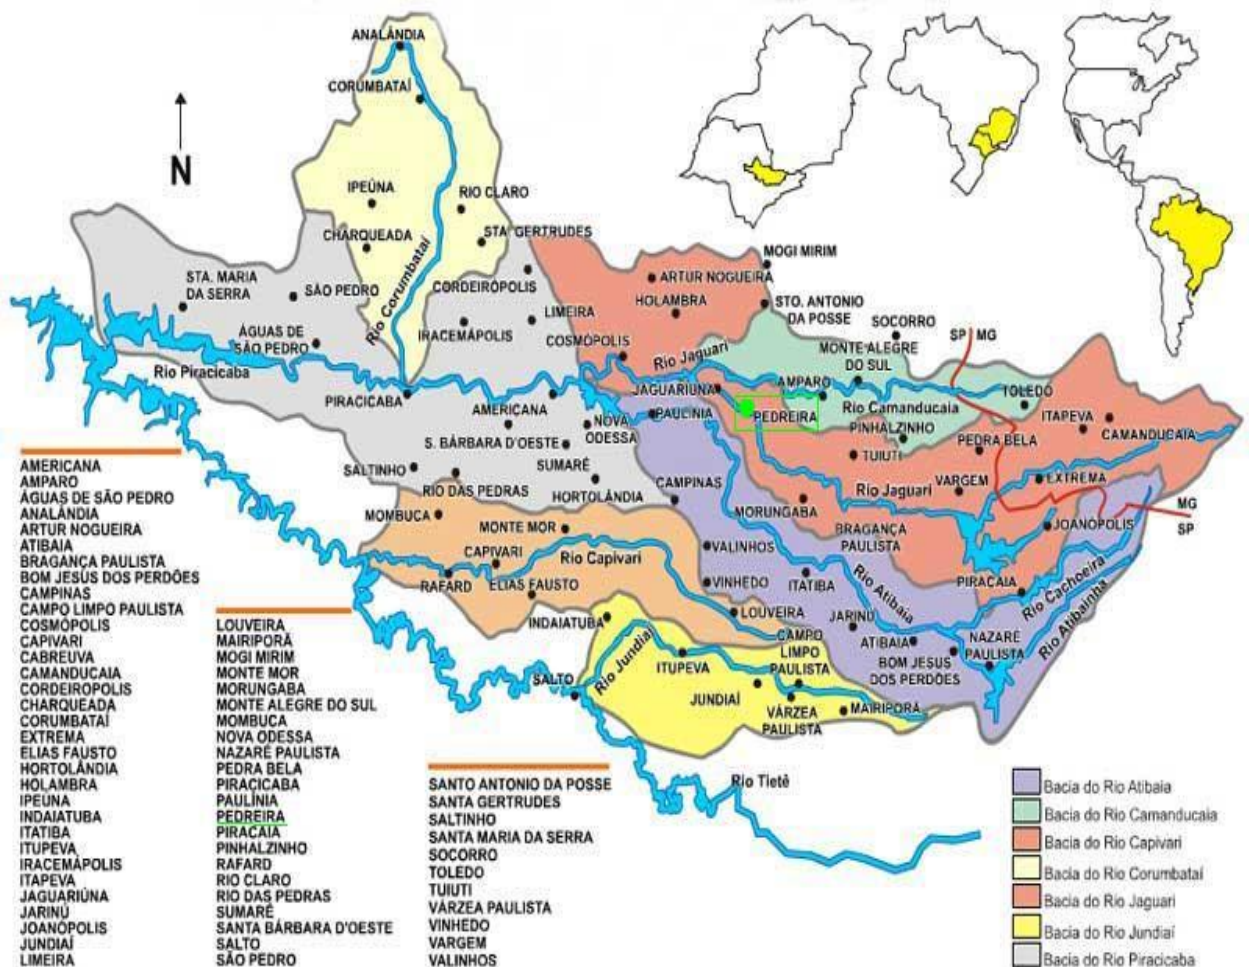 ANALÂNDIA
CORUMBATAÍ
N
IPEÚNA
RIO CLARO
CHARQUEADA
STA. GERTRUDES
Rio Corumbataí
STA. MARIA
DA SERRA
SÃO PEDRO
CORDEIRÓPOLIS
LIMEIRA
IRACEMÁPOLIS
ÁGUAS DE
SÃO PEDRO
Rio Piracicaba
PIRACICABA
MOGI MIRIM
ARTUR NOGUEIRA
HOLAMBRA
STO. ANTONIO
DA POSSE
SOCORRO
COSMÓPOLIS
Rio Jaguari
MONTE ALEGRE
DO SUL
SP
MG
JAGUARIÚNA
AMPARO
TOLEDO
AMERICANA
NOVA
ODESSA
PAULÍNIA
PEDREIRA
Rio Camanducaia
PINHALZINHO
ITAPEVA
CAMANDUCAIA
PEDRA BELA
S. BÁRBARA D'OESTE
SUMARÉ
SALTINHO
RIO DAS PEDRAS
HORTOLÂNDIA
TUIUTI
CAMPINAS
Rio Jaguari
VARGEM
EXTREMA
MG
SP
MORUNGABA
BRAGANÇA
PAULISTA
JOANÓPOLIS
MOMBUCA
MONTE MOR
CAPIVARI
Rio Capivari
VALINHOS
RAFARD
ELIAS FAUSTO
VINHEDO
ITATIBA
Rio Atibaia
PIRACAIA
Rio Cachoeira
Rio Atibainha
INDAIATUBA
LOUVEIRA
JARINU
ATIBAIA
NAZARÉ
PAULISTA
BOM JESUS
DOS PERDÕES
CAMPO
LIMPO
PAULISTA
Rio Jundiaí
ITUPEVA
SALTO
JUNDIAÍ
VÁRZEA
PAULISTA
MAIRIPORÃ
Rio Tietê
AMERICANA
AMPARO
ÁGUAS DE SÃO PEDRO
ANALÂNDIA
ARTUR NOGUEIRA
ATIBAIA
BRAGANÇA PAULISTA
BOM JESUS DOS PERDÕES
CAMPINAS
CAMPO LIMPO PAULISTA
COSMÓPOLIS
CAPIVARI
CABREUVA
CAMANDUCAIA
CORDEIROPOLIS
CHARQUEADA
CORUMBATAÍ
EXTREMA
ELIAS FAUSTO
HORTOLÂNDIA
HOLAMBRA
IPEÚNA
INDAIATUBA
ITATIBA
ITUPEVA
IRACEMÁPOLIS
ITAPEVA
JAGUARIÚNA
JARINÚ
JOANÓPOLIS
JUNDIAÍ
LIMEIRA
LOUVEIRA
MAIRIPORÃ
MOGI MIRIM
MONTE MOR
MORUNGABA
MONTE ALEGRE DO SUL
MOMBUCA
NOVA ODESSA
NAZARÉ PAULISTA
PEDRA BELA
PIRACICABA
PAULÍNIA
PEDREIRA
PIRACAIA
PINHALZINHO
RAFARD
RIO CLARO
RIO DAS PEDRAS
SUMARÉ
SANTA BÁRBARA D'OESTE
SALTO
SÃO PEDRO
SANTO ANTONIO DA POSSE
SANTA GERTRUDES
SALTINHO
SANTA MARIA DA SERRA
SOCORRO
TOLEDO
TUIUTI
VÁRZEA PAULISTA
VINHEDO
VARGEM
VALINHOS
Bacia do Rio Atibaia
Bacia do Rio Camanducaia
Bacia do Rio Capivari
Bacia do Rio Corumbataí
Bacia do Rio Jaguari
Bacia do Rio Jundiaí
Bacia do Rio Piracicaba